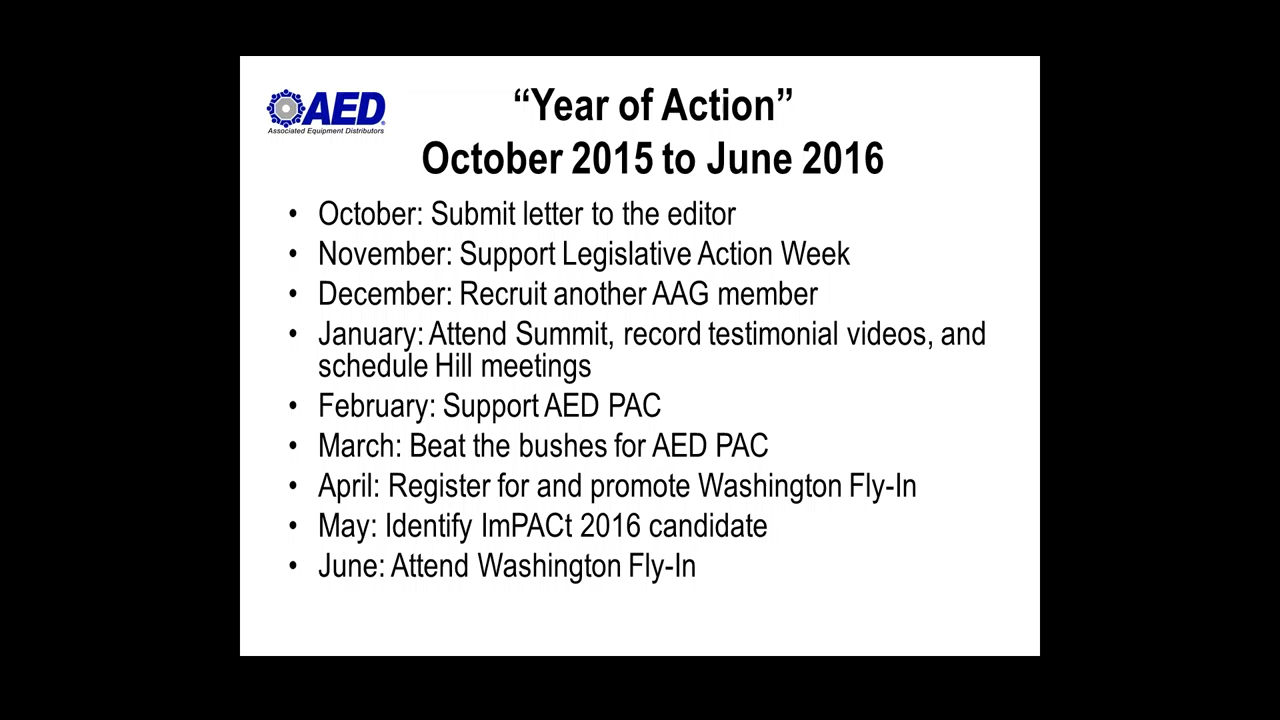 AED
Associated Equipment Distributors
“Year of Action”
October 2015 to June 2016
• October: Submit letter to the editor
• November: Support Legislative Action Week
• December: Recruit another AAG member
• January: Attend Summit, record testimonial videos, and
schedule Hill meetings
• February: Support AED PAC
• March: Beat the bushes for AED PAC
• April: Register for and promote Washington Fly-In
• May: Identify ImPACt 2016 candidate
• June: Attend Washington Fly-In